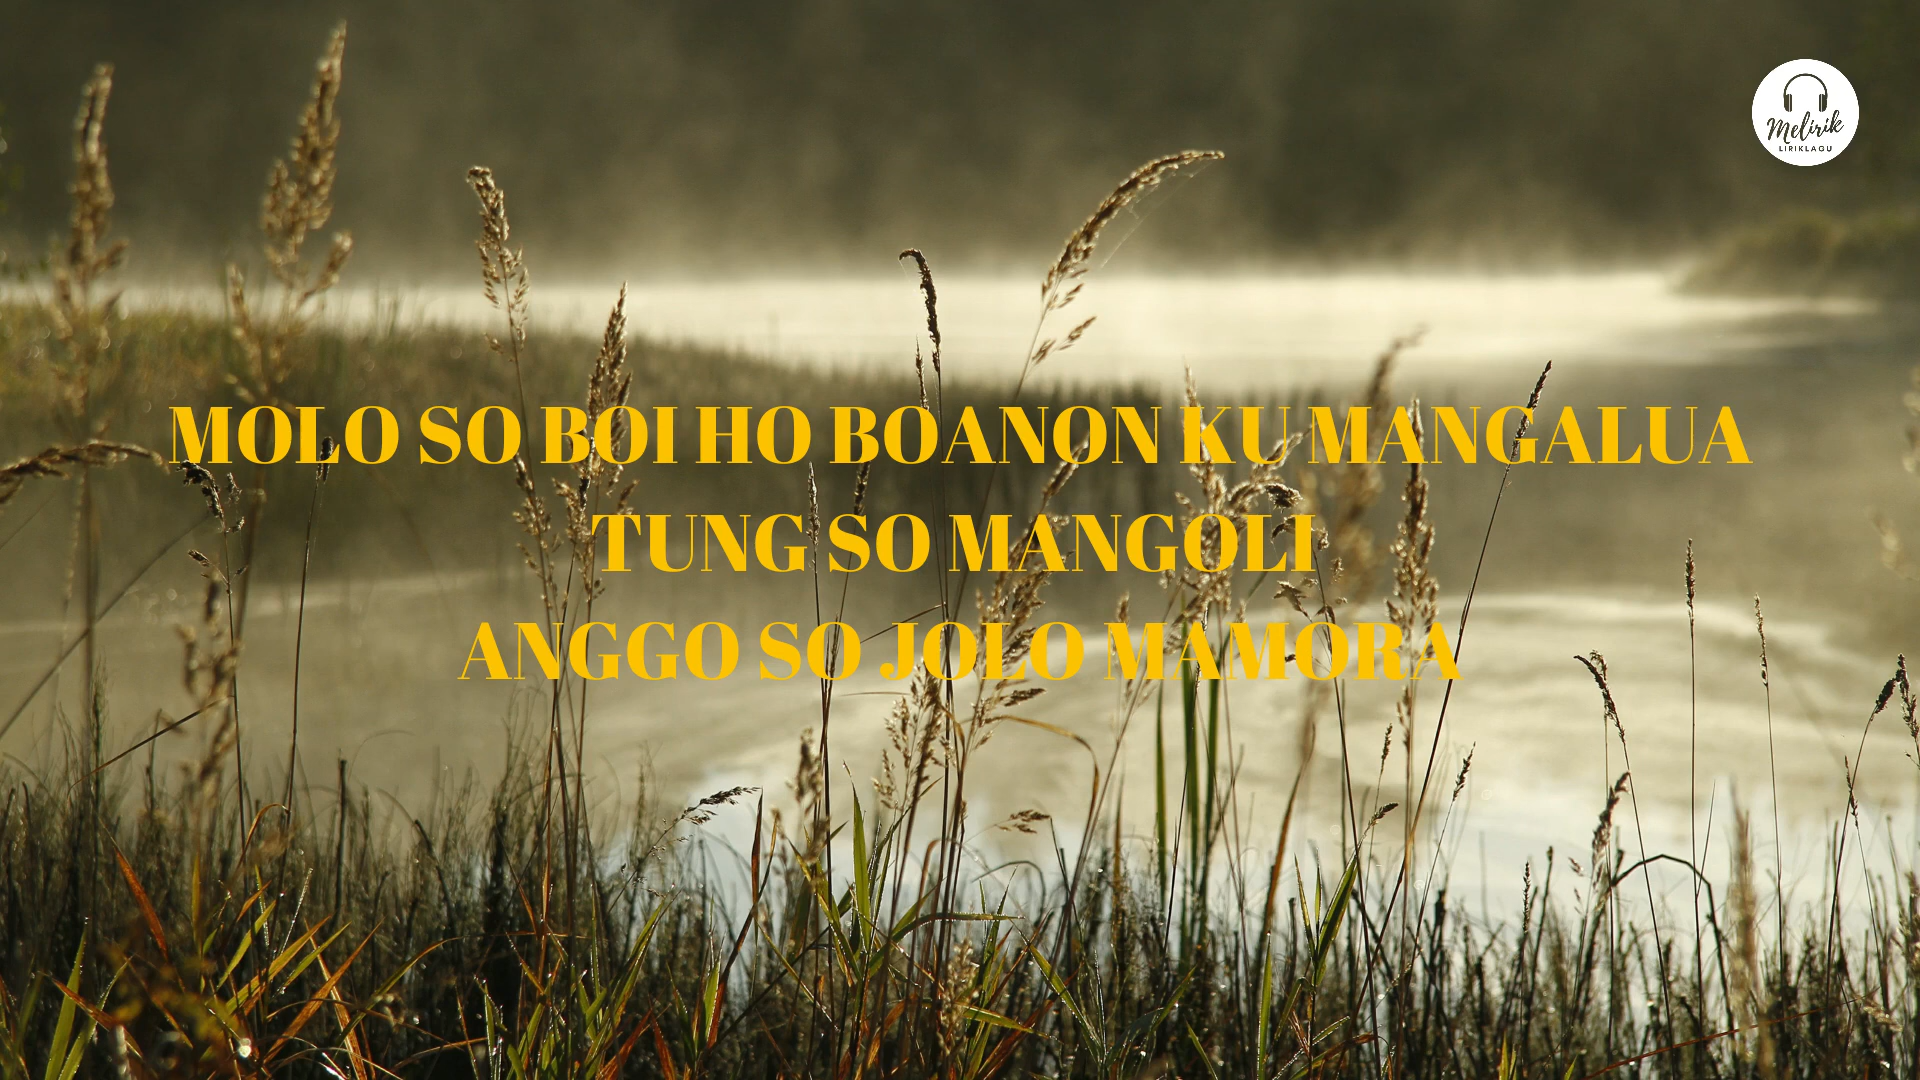 Melirik
LIRIKLAGU
MOLO SO BOI HO BOANON KU MANGALUA
TUNG SO MANGOLI
ANGGO SO JOLO MAMORA